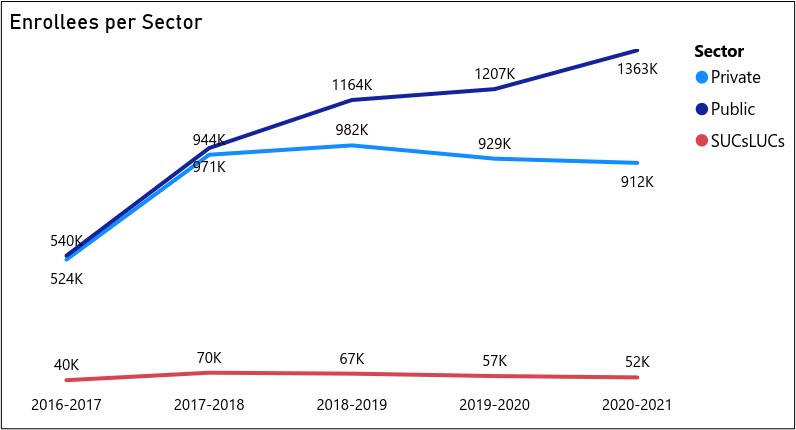 Enrollees per Sector
Sector
Private
Public
SUCsLUCs
1363K
1207K
1164K
982K
944K
971K
929K
912K
540K
524K
40K
70K
67K
57K
52K
2016-2017
2017-2018
2018-2019
2019-2020
2020-2021